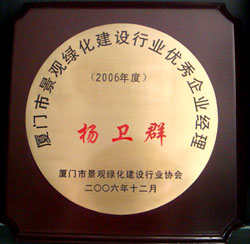 厦门市景观绿化建设行业优秀企业经理
（2006年度）
杨卫群
厦门市景观绿化建设行业协会
二〇〇六年十二月